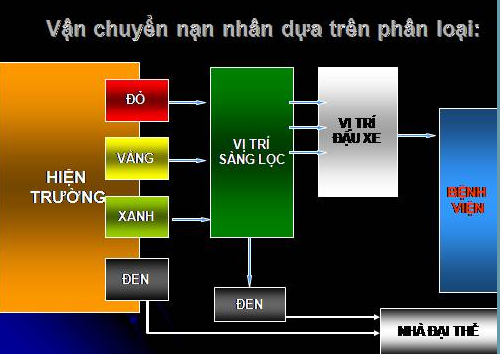 Vận chuyển nạn nhân dựa trên phân loại:
HIỆN
TRƯỜNG
ĐỎ
VÀNG
XANH
ĐEN
VỊ TRÍ
SÀNG LỌC
ĐEN
VỊ TRÍ
ĐẬU XE
BỆNH
VIỆN
NHÀ ĐẠI THỂ